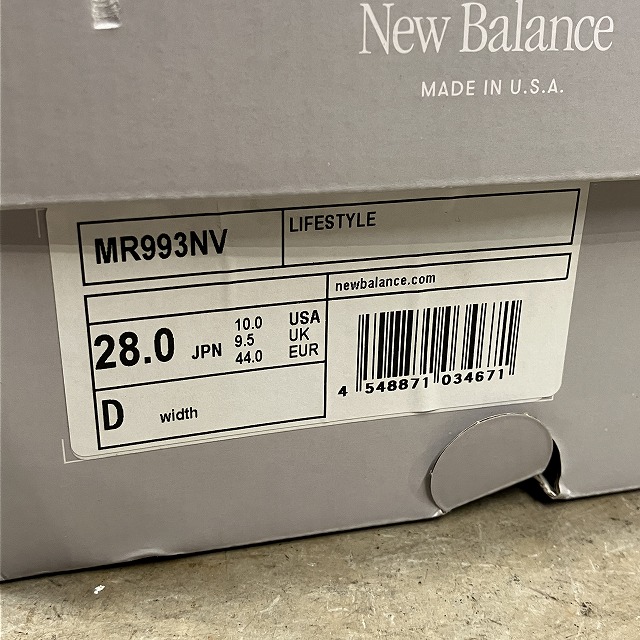 New Balance
MADE IN U.S.A.
MR993NV
LIFESTYLE
newbalance.com
28.0 JPN
10.0 USA
9.5 UK
44.0 EUR
D width
4 548871 034671